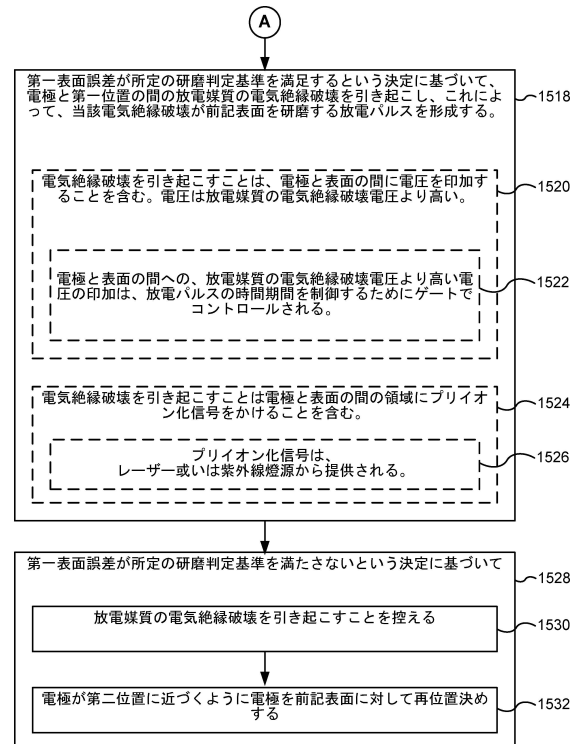 A
第一表面誤差が所定の研磨判定基準を満足するという決定に基づいて、
電極と第一位置の間の放電媒質の電気絶縁破壊を引き起こし、これによ
って、当該電気絶縁破壊が前記表面を研磨する放電パルスを形成する。
1518
電気絶縁破壊を引き起こすことは、電極と表面の間に電圧を印加す
ることを含む。電圧は放電媒質の電気絶縁破壊電圧より高い。
1520
電極と表面の間への、放電媒質の電気絶縁破壊電圧より高い電
圧の印加は、放電パルスの時間期間を制御するためにゲートで
コントロールされる。
1522
電気絶縁破壊を引き起こすことは電極と表面の間の領域にプリイオ
ン化信号をかけることを含む。
1524
プリイオン化信号は、
レーザー或いは紫外線燈源から提供される。
1526
第一表面誤差が所定の研磨判定基準を満たさないという決定に基づいて
1528
放電媒質の電気絶縁破壊を引き起こすことを控える
1530
電極が第二位置に近づくように電極を前記表面に対して再位置決め
する
1532